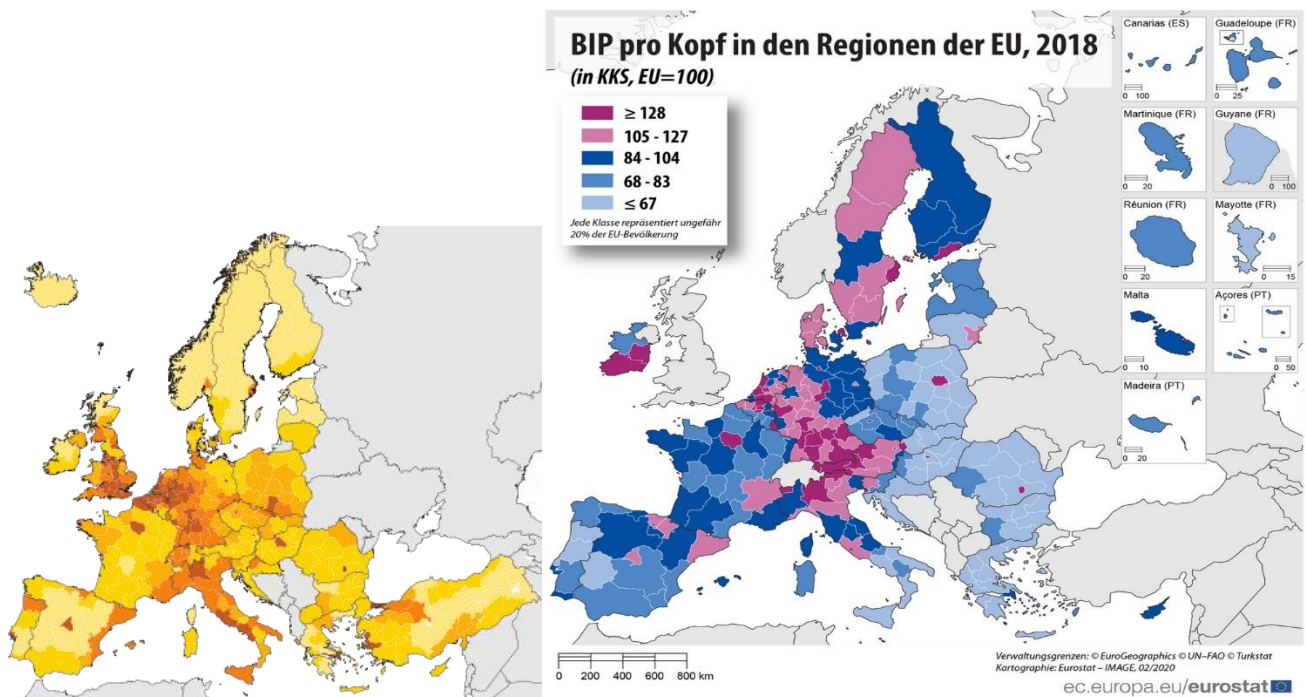 BIP pro Kopf in den Regionen der EU, 2018
(in KKS, EU=100)
≥ 128
105 - 127
84 - 104
68 - 83
≤ 67
Jede Klasse repräsentiert ungefähr
20% der EU-Bevölkerung
Canarias (ES)
0 100
Guadeloupe (FR)
0 25
Martinique (FR)
0 20
Guyane (FR)
0 100
Réunion (FR)
0 20
Mayotte (FR)
0 15
Malta
0 10
Açores (PT)
0 50
Madeira (PT)
0 20
0 200 400 600 800 km
Verwaltungsgrenzen: © EuroGeographics © UN–FAO © Turkstat
Kartographie: Eurostat – IMAGE, 02/2020
ec.europa.eu/eurostat